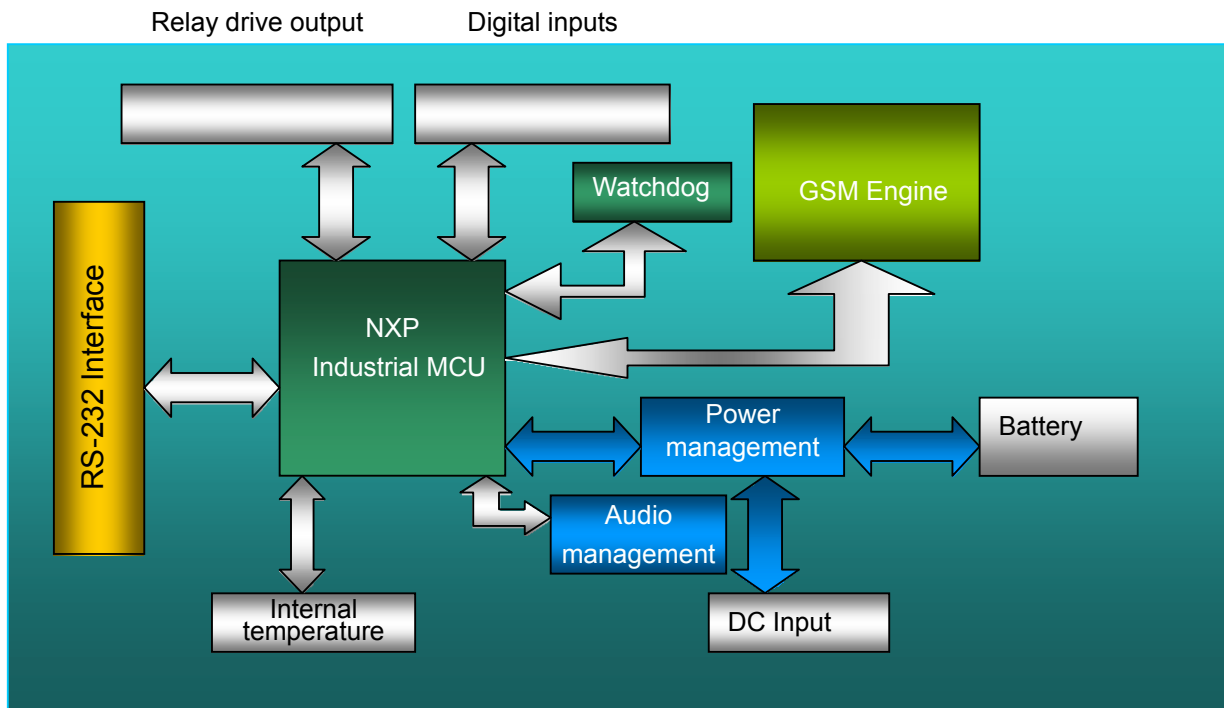 Relay drive output
Digital inputs
Watchdog
GSM Engine
RS-232 Interface
NXP
Industrial MCU
Power
management
Battery
Audio
management
Internal
temperature
DC Input